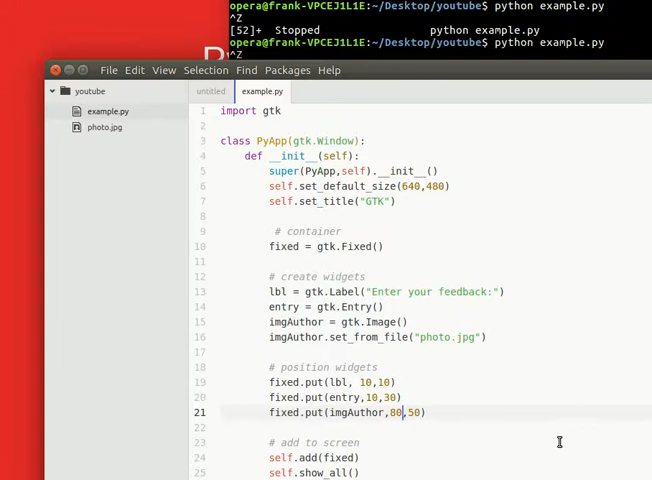 opera@frank-VPCEJ1L1E:~/Desktop/youtube$ python example.py
^Z
[52]+  Stopped                 python example.py
opera@frank-VPCEJ1L1E:~/Desktop/youtube$ python example.py
^Z
File Edit View Selection Find Packages Help
youtube
example.py
photo.jpg
untitled example.py
1 import gtk
2
3 class PyApp(gtk.Window):
4     def __init__(self):
5         super(PyApp,self).__init__()
6         self.set_default_size(640,480)
7         self.set_title("GTK")
8
9          # container
10         fixed = gtk.Fixed()
11
12         # create widgets
13         lbl = gtk.Label("Enter your feedback:")
14         entry = gtk.Entry()
15         imgAuthor = gtk.Image()
16         imgAuthor.set_from_file("photo.jpg")
17
18         # position widgets
19         fixed.put(lbl, 10,10)
20         fixed.put(entry,10,30)
21         fixed.put(imgAuthor,80,50)
22
23         # add to screen
24         self.add(fixed)
25         self.show_all()